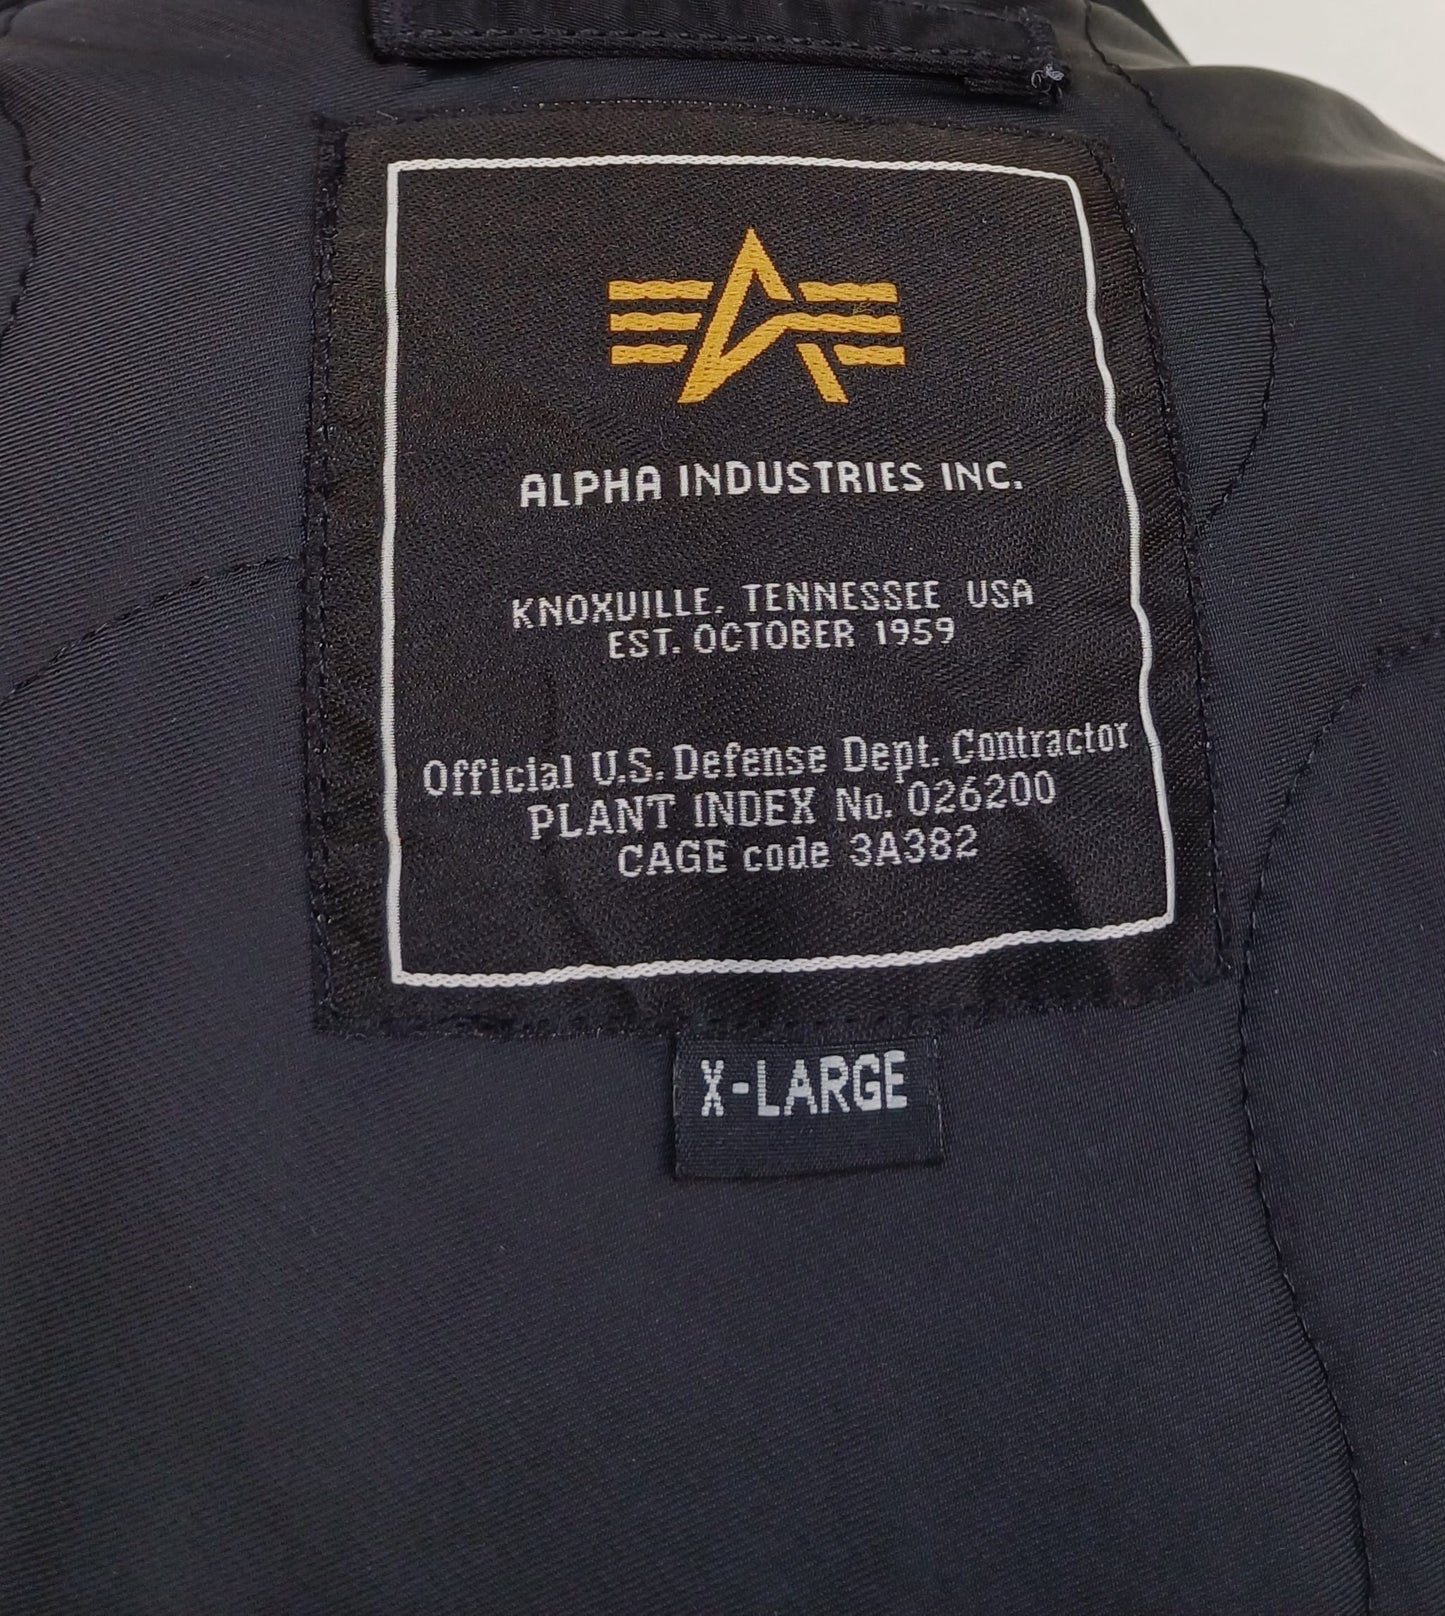 ALPHA INDUSTRIES INC.
KNOXVILLE, TENNESSEE USA
EST. OCTOBER 1959
Official U.S. Defense Dept. Contractor
PLANT INDEX No. 026200
CAGE code 3A382
X-LARGE